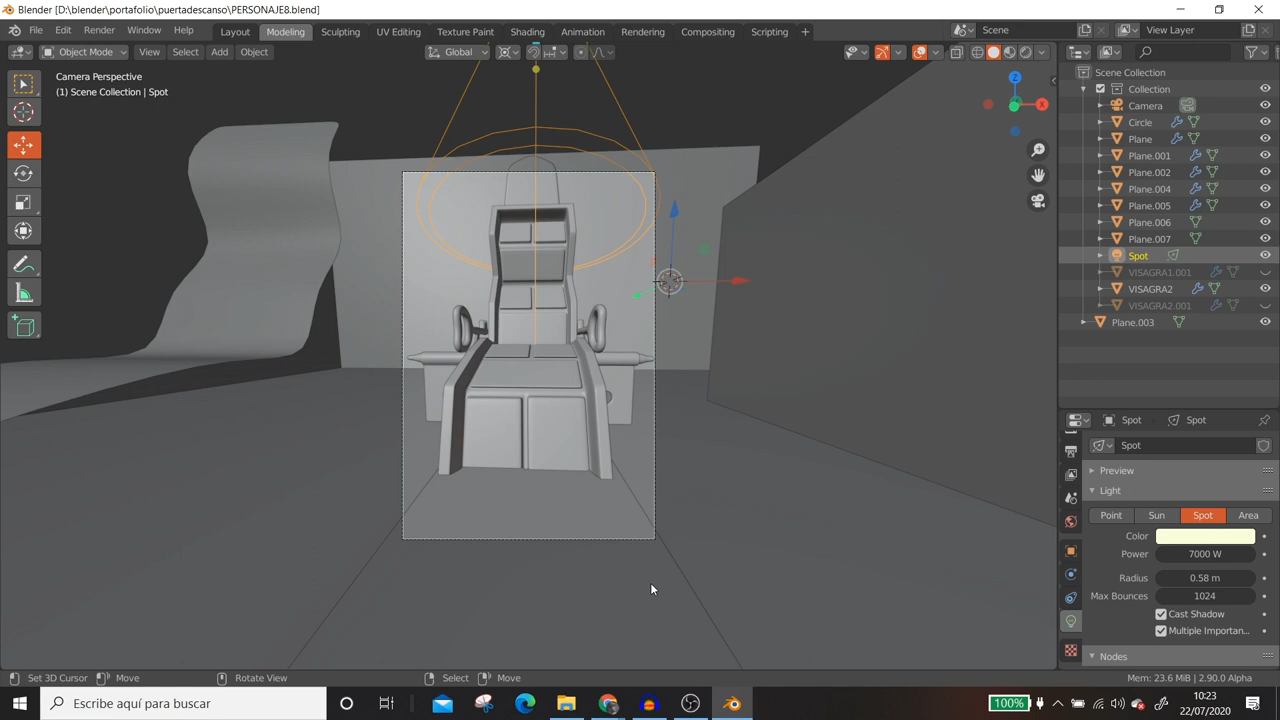 Blender [D:\blender\portafolio\puertadescanso\PERSONAJE8.blend]
File Edit Render Window Help Layout Modeling Sculpting UV Editing Texture Paint Shading Animation Rendering Compositing Scripting + Scene View Layer
Object Mode View Select Add Object Global
Camera Perspective
(1) Scene Collection | Spot
Z
X
Scene Collection
Collection
Camera
Circle
Plane
Plane.001
Plane.002
Plane.004
Plane.005
Plane.006
Plane.007
Spot
VISAGRA1.001
VISAGRA2
VISAGRA2.001
Plane.003
Spot Spot
Spot
Preview
Light
Point Sun Spot Area
Color
Power 7000 W
Radius 0.58 m
Max Bounces 1024
Cast Shadow
Multiple Importan...
Nodes
Set 3D Cursor Move Rotate View Select Move Mem: 23.6 MiB | 2.90.0 Alpha
Escribe aquí para buscar 100% 10:23
22/07/2020